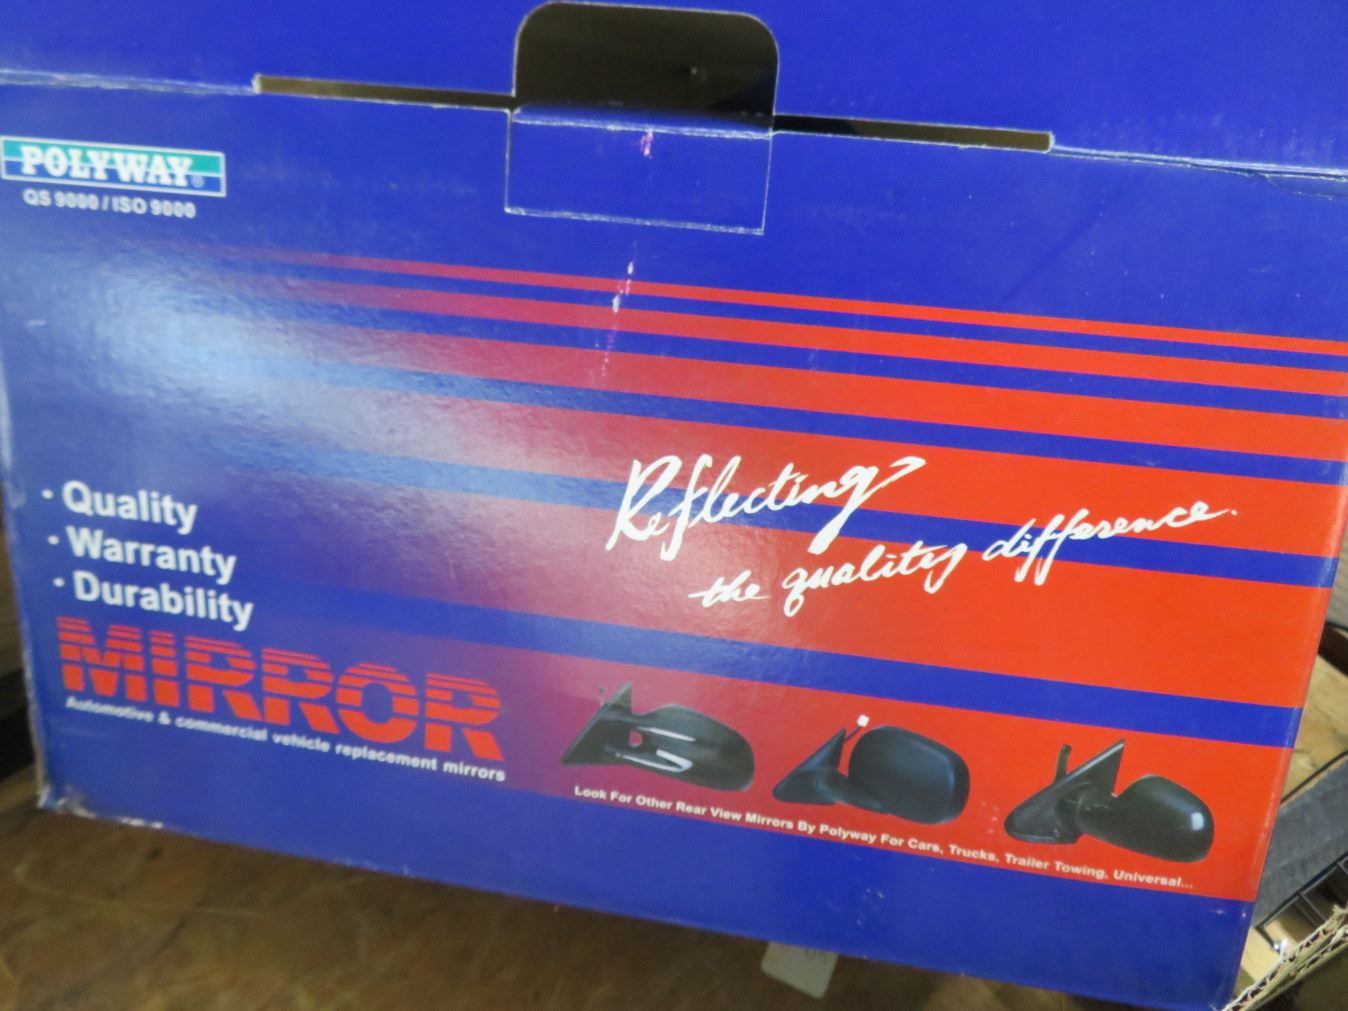 POLYWAY®
QS 9000 / ISO 9000
Reflecting
the quality difference.
· Quality
· Warranty
· Durability
MIRROR
Automotive & commercial vehicle replacement mirrors
Look For Other Rear View Mirrors By Polyway For Cars, Trucks, Trailer Towing, Universal...